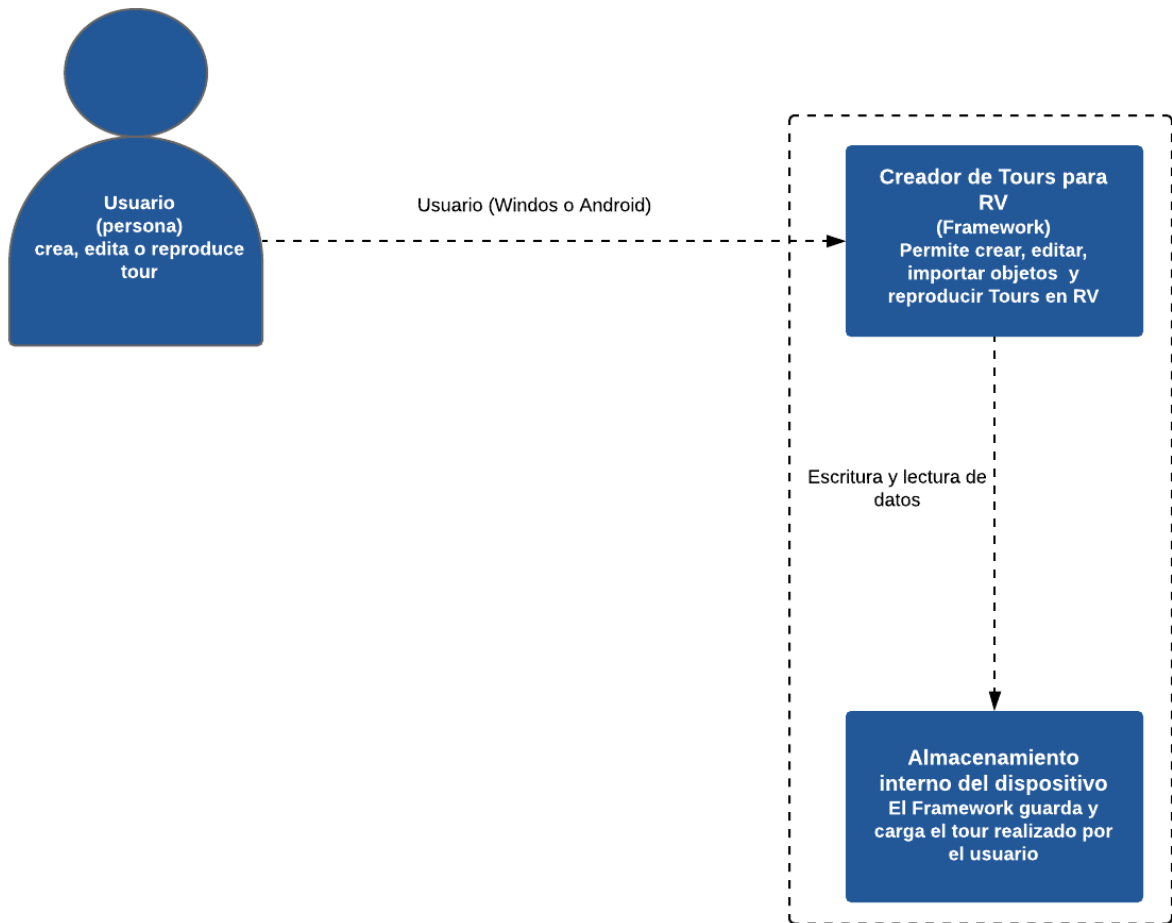 Usuario
(persona)
crea, edita o reproduce
tour
Usuario (Windos o Android)
Creador de Tours para
RV
(Framework)
Permite crear, editar,
importar objetos y
reproducir Tours en RV
Escritura y lectura de
datos
Almacenamiento
interno del dispositivo
El Framework guarda y
carga el tour realizado por
el usuario